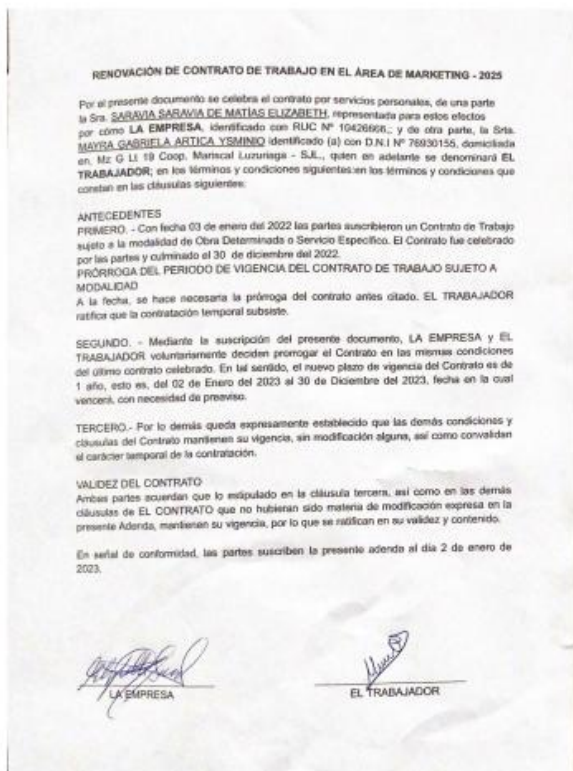 RENOVACIÓN DE CONTRATO DE TRABAJO EN EL ÁREA DE MARKETING - 2025
Por el presente documento se celebra el contrato por servicios personales, de una parte
la Sra. SARAVIA SARAVIA DE MATÍAS ELIZABETH, representada para estos efectos
por cómo LA EMPRESA, identificado con RUC Nº 10426666,; y de otra parte, la Srta.
MAYRA GABRIELA ARTICA YSMINIO identificado (a) con D.N.I Nº 76930155, domiciliada
en, Mz G Lt 19 Coop. Mariscal Luzuriaga - SJL., quien en adelante se denominará EL
TRABAJADOR; en los términos y condiciones siguientes:en los términos y condiciones que
constan en las cláusulas siguientes:
ANTECEDENTES
PRIMERO. - Con fecha 03 de enero del 2022 las partes suscribieron un Contrato de Trabajo
sujeto a la modalidad de Obra Determinada o Servicio Específico. El Contrato fue celebrado
por las partes y culminado el 30 de diciembre del 2022.
PRÓRROGA DEL PERIODO DE VIGENCIA DEL CONTRATO DE TRABAJO SUJETO A
MODALIDAD
A la fecha, se hace necesaria la prórroga del contrato antes citado. EL TRABAJADOR
ratifica que la contratación temporal subsiste.
SEGUNDO. - Mediante la suscripción del presente documento, LA EMPRESA y EL
TRABAJADOR voluntariamente deciden prorrogar el Contrato en las mismas condiciones
del último contrato celebrado. En tal sentido, el nuevo plazo de vigencia del Contrato es de
1 año, esto es, del 02 de Enero del 2023 al 30 de Diciembre del 2023, fecha en la cual
vencerá, con necesidad de preaviso.
TERCERO.- Por lo demás queda expresamente establecido que las demás condiciones y
cláusulas del Contrato mantienen su vigencia, sin modificación alguna, así como convalidan
el carácter temporal de la contratación.
VALIDEZ DEL CONTRATO
Ambas partes acuerdan que lo estipulado en la cláusula tercera, así como en las demás
cláusulas de EL CONTRATO que no hubieran sido materia de modificación expresa en la
presente Adenda, mantienen su vigencia, por lo que se ratifican en su validez y contenido.
En señal de conformidad, las partes suscriben la presente adenda al día 2 de enero de
2023.
LA EMPRESA
EL TRABAJADOR